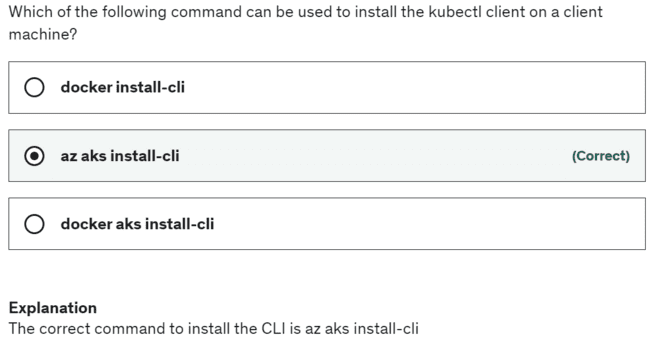 Which of the following command can be used to install the kubectl client on a client
machine?
docker install-cli
az aks install-cli
(Correct)
docker aks install-cli
Explanation
The correct command to install the CLI is az aks install-cli